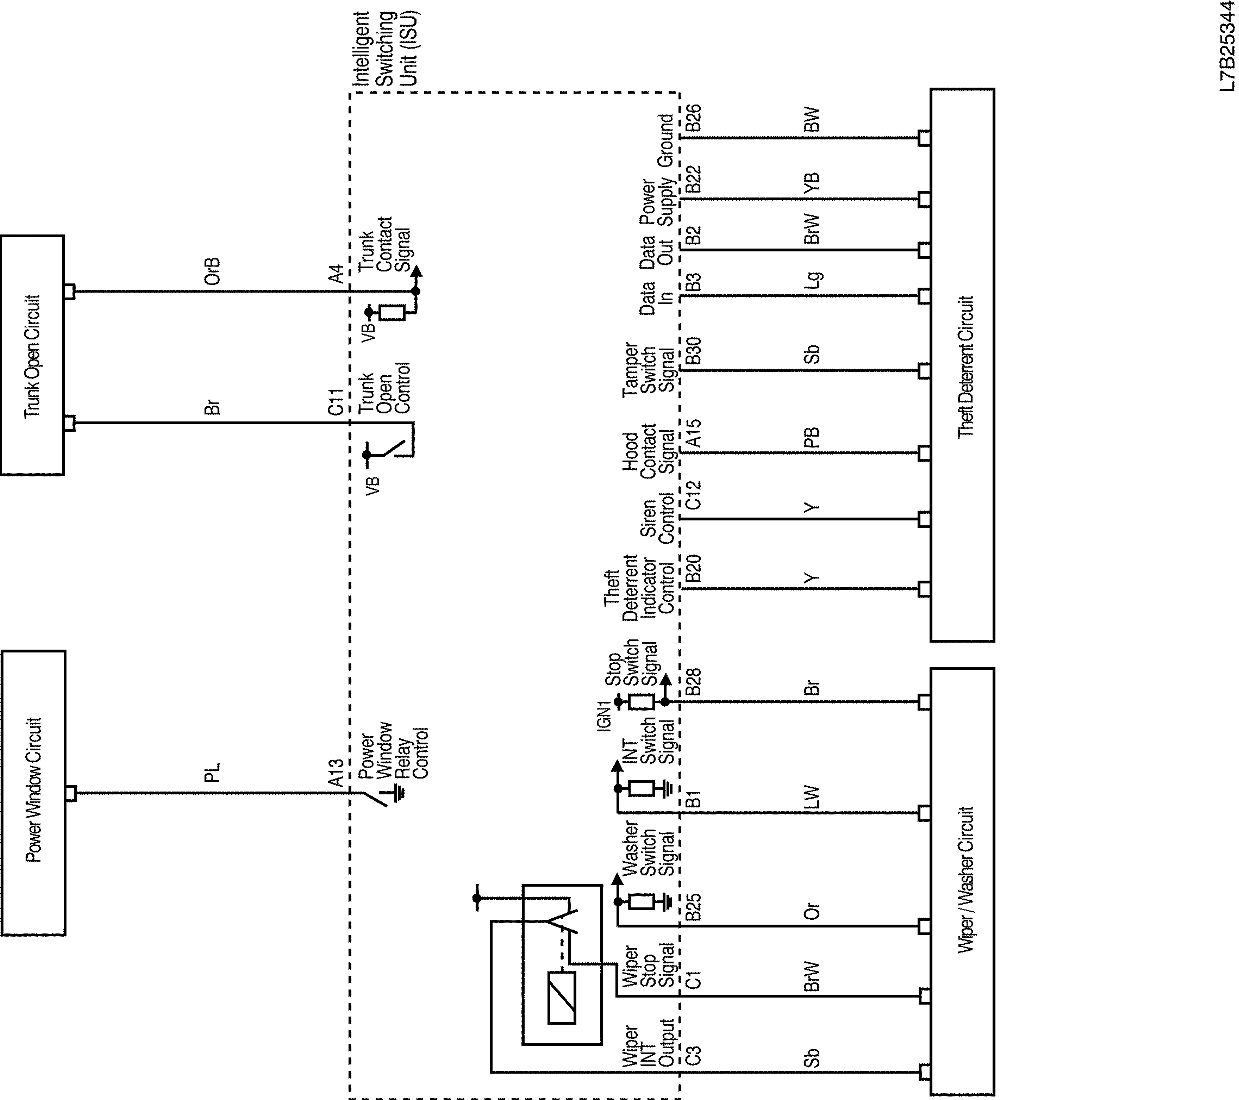 L7B25344
Intelligent
Switching
Unit (ISU)
Trunk Open Circuit
OrB
A4
Trunk
Contact
Signal
VB
Br
C11
Trunk
Open
Control
VB
Power Window Circuit
PL
A13
Power
Window
Relay
Control
Ground
B26
BW
Power
Supply
B22
YB
Data
Out
B2
BrW
Data
In
B3
Lg
Tamper
Switch
Signal
B30
Sb
Hood
Contact
Signal
A15
PB
Siren
Control
C12
Y
Theft
Deterrent
Indicator
Control
B20
Y
Theft Deterrent Circuit
Stop
Switch
Signal
IGN1
B28
Br
INT
Switch
Signal
B1
LW
Washer
Switch
Signal
B25
Or
Wiper
Stop
Signal
C1
BrW
Wiper
INT
Output
C3
Sb
Wiper / Washer Circuit